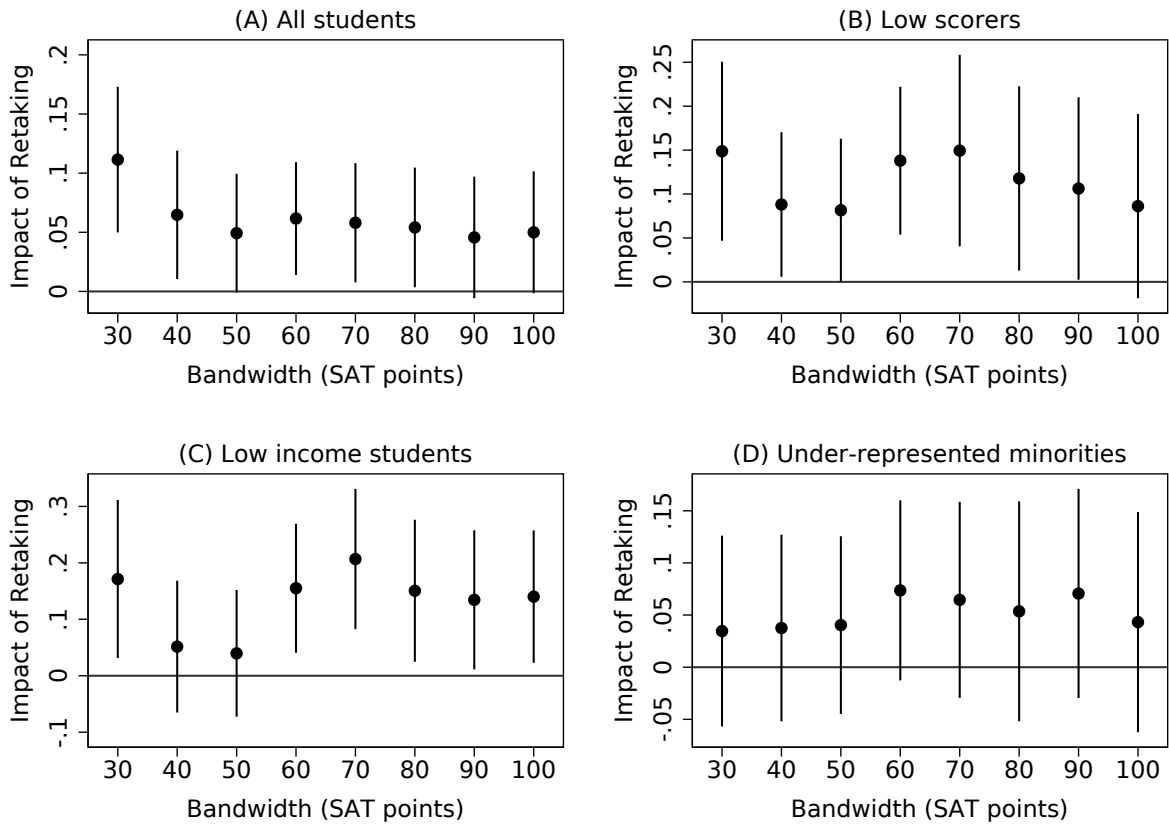 (A) All students
Impact of Retaking
.2
.15
.1
.05
0
30 40 50 60 70 80 90 100
Bandwidth (SAT points)
(B) Low scorers
Impact of Retaking
.25
.2
.15
.1
.05
0
30 40 50 60 70 80 90 100
Bandwidth (SAT points)
(C) Low income students
Impact of Retaking
.3
.2
.1
0
-.1
30 40 50 60 70 80 90 100
Bandwidth (SAT points)
(D) Under-represented minorities
Impact of Retaking
.15
.1
.05
0
-.05
30 40 50 60 70 80 90 100
Bandwidth (SAT points)